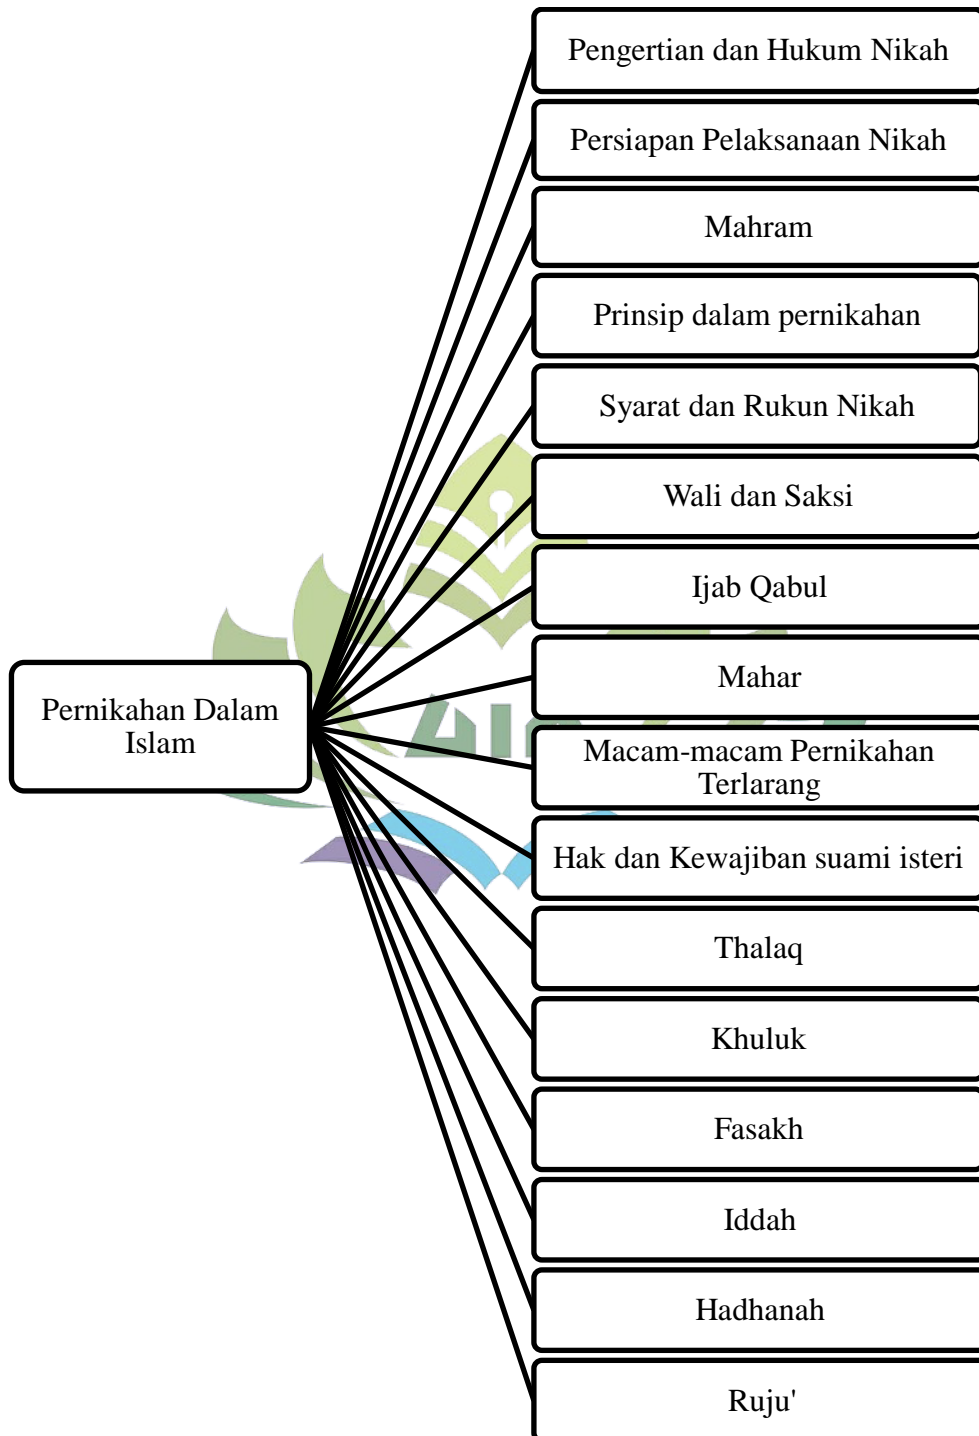 Pengertian dan Hukum Nikah
Persiapan Pelaksanaan Nikah
Mahram
Prinsip dalam pernikahan
Syarat dan Rukun Nikah
Wali dan Saksi
Ijab Qabul
Pernikahan Dalam
Islam
Mahar
Macam-macam Pernikahan
Terlarang
Hak dan Kewajiban suami isteri
Thalaq
Khuluk
Fasakh
Iddah
Hadhanah
Ruju'